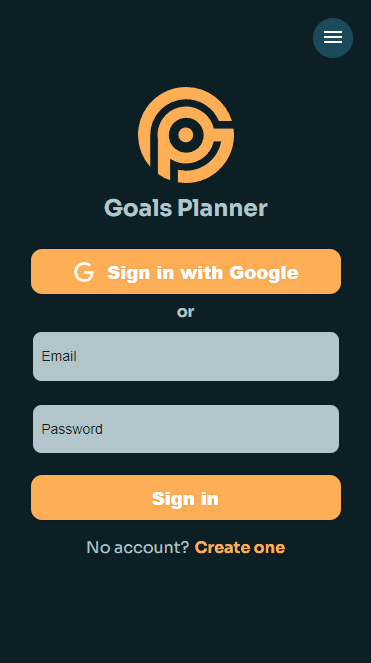 Goals Planner
Sign in with Google
or
Email
Password
Sign in
No account? Create one